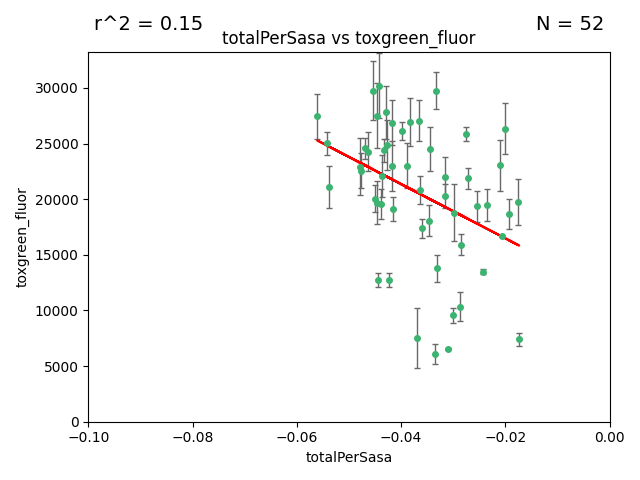 r^2 = 0.15
N = 52
totalPerSasa vs toxgreen_fluor
30000
25000
20000
15000
10000
5000
0
toxgreen_fluor
−0.10
−0.08
−0.06
−0.04
−0.02
0.00
totalPerSasa